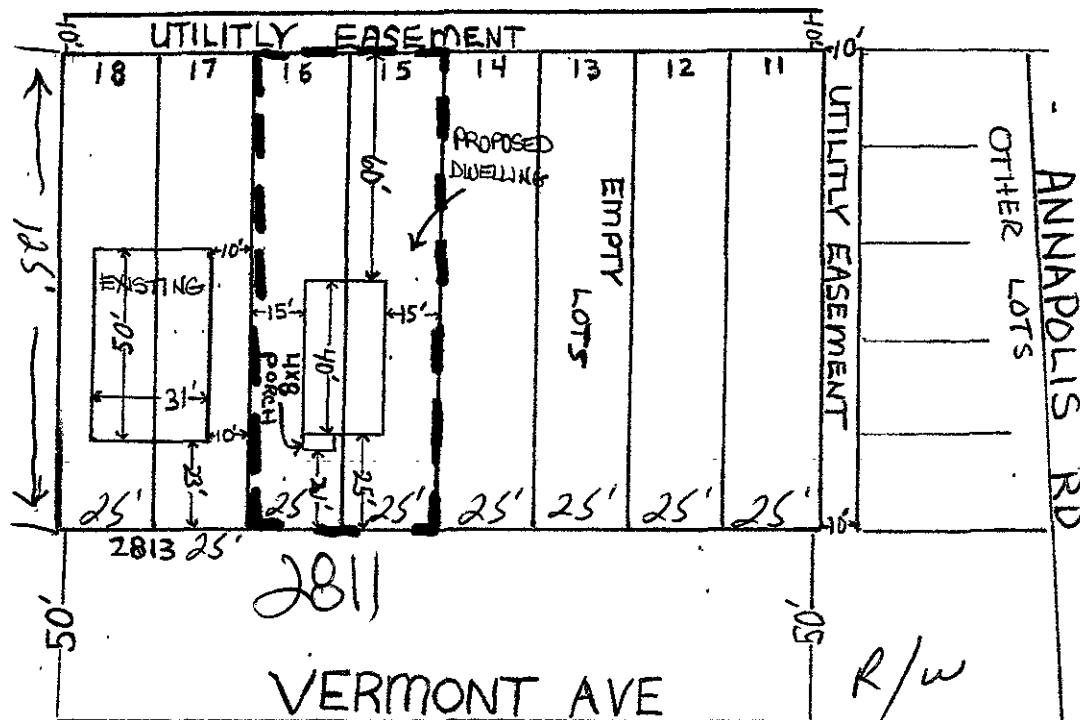 10' UTILITLY EASEMENT 10'
18 17 16 15 14 13 12 11 10'
125'
60'
PROPOSED
DWELLING
EMPTY
LOTS
UTILITLY EASEMENT
OTHER
LOTS
ANNAPOLIS RD
EXISTING
10'
50'
31'
10'
23'
15'
15'
40'
4X8
PORCH
21'
25'
25' 25' 25' 25' 25' 25' 25' 10'
2813 25'
2811
50'
50'
VERMONT AVE
R/W